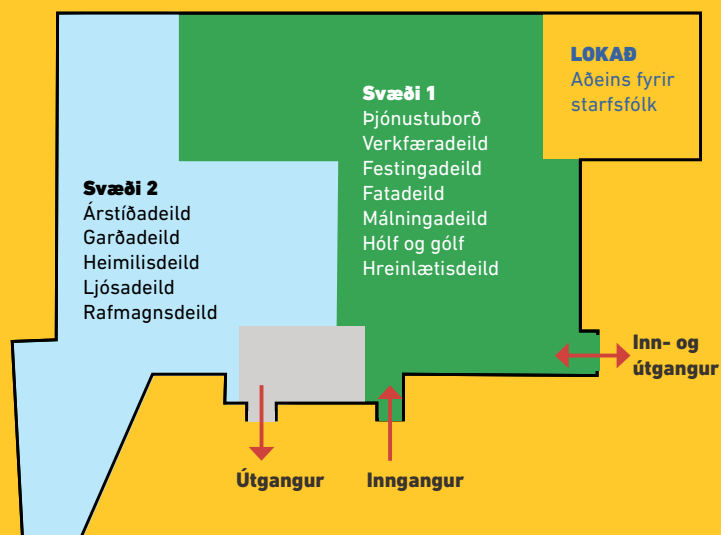 LOKAÐ
Aðeins fyrir
starfsfólk
Svæði 1
Þjónustuborð
Verkfæradeild
Festingadeild
Fatadeild
Málningadeild
Hólf og gólf
Hreinlætisdeild
Svæði 2
Árstíðadeild
Garðadeild
Heimilisdeild
Ljósadeild
Rafmagnsdeild
Inn- og
útgangur
Útgangur
Inngangur